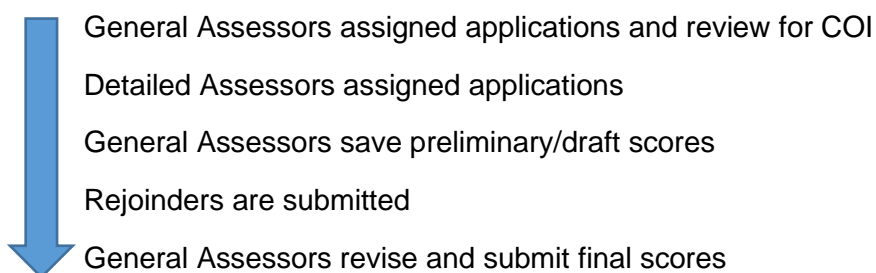 General Assessors assigned applications and review for COI
Detailed Assessors assigned applications
General Assessors save preliminary/draft scores
Rejoinders are submitted
General Assessors revise and submit final scores